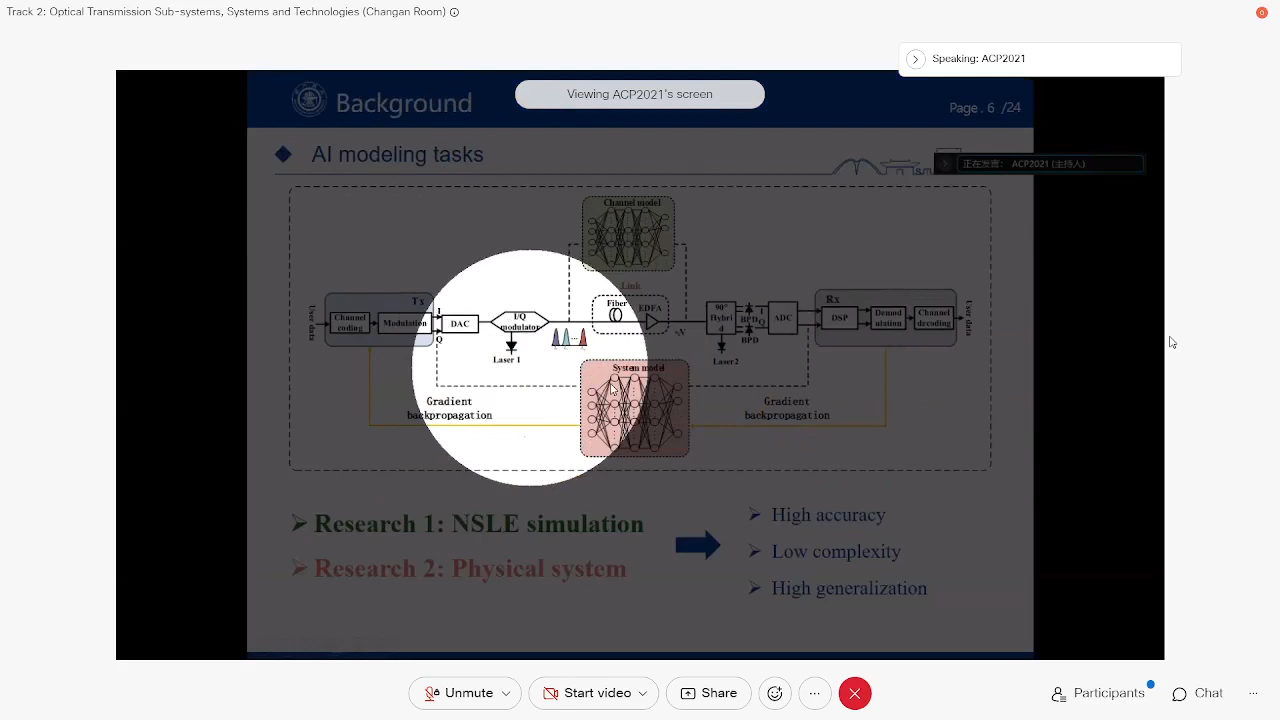 Track 2: Optical Transmission Sub-systems, Systems and Technologies (Changan Room)
Speaking: ACP2021
Viewing ACP2021's screen
Background
Page . 6 /24
AI modeling tasks
正在发言: ACP2021 (主持人)
Channel model
Link
Tx
Fiber
EDFA
Rx
User data
Channel coding
Modulation
I
Q
DAC
I/Q modulator
Laser 1
...
×N
90° Hybri d
BPD
BPD
I
Q
Laser2
ADC
DSP
Demod ulation
Channel decoding
User data
System model
Gradient backpropagation
Gradient backpropagation
Research 1: NSLE simulation
Research 2: Physical system
High accuracy
Low complexity
High generalization
Unmute
Start video
Share
Participants
Chat